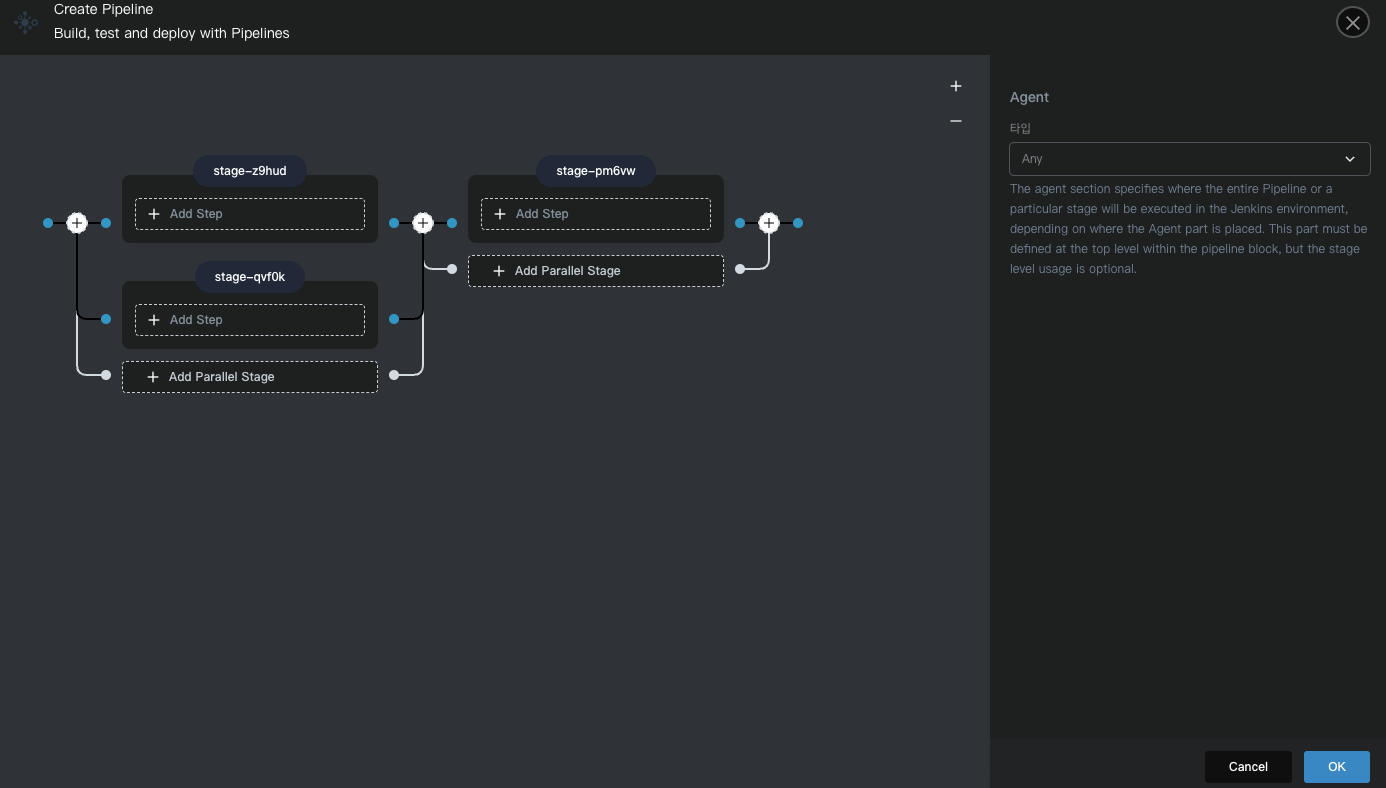 Create Pipeline
Build, test and deploy with Pipelines
stage-z9hud
Add Step
stage-qvf0k
Add Step
Add Parallel Stage
stage-pm6vw
Add Step
Add Parallel Stage
Agent
타입
Any
The agent section specifies where the entire Pipeline or a
particular stage will be executed in the Jenkins environment,
depending on where the Agent part is placed. This part must be
defined at the top level within the pipeline block, but the stage
level usage is optional.
Cancel
OK